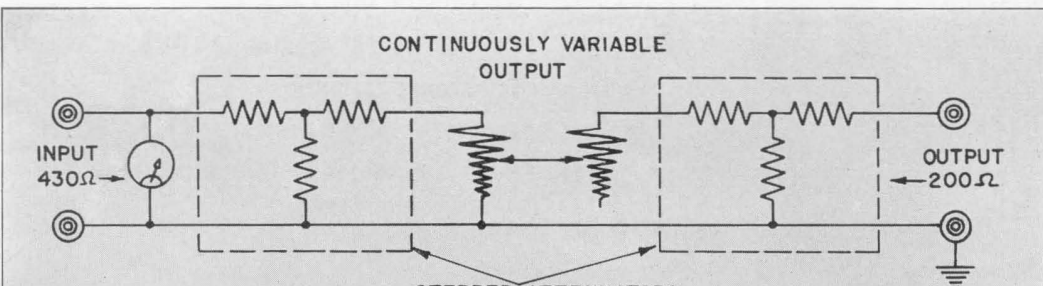 CONTINUOUSLY VARIABLE
OUTPUT
INPUT
430Ω
OUTPUT
200Ω